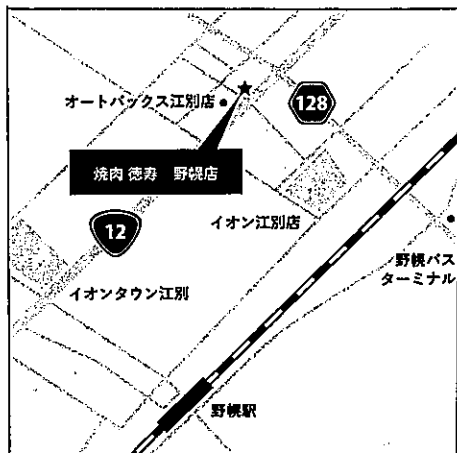 オートバックス江別店
128
焼肉 徳寿 野幌店
12
イオン江別店
野幌バス
ターミナル
イオンタウン江別
野幌駅